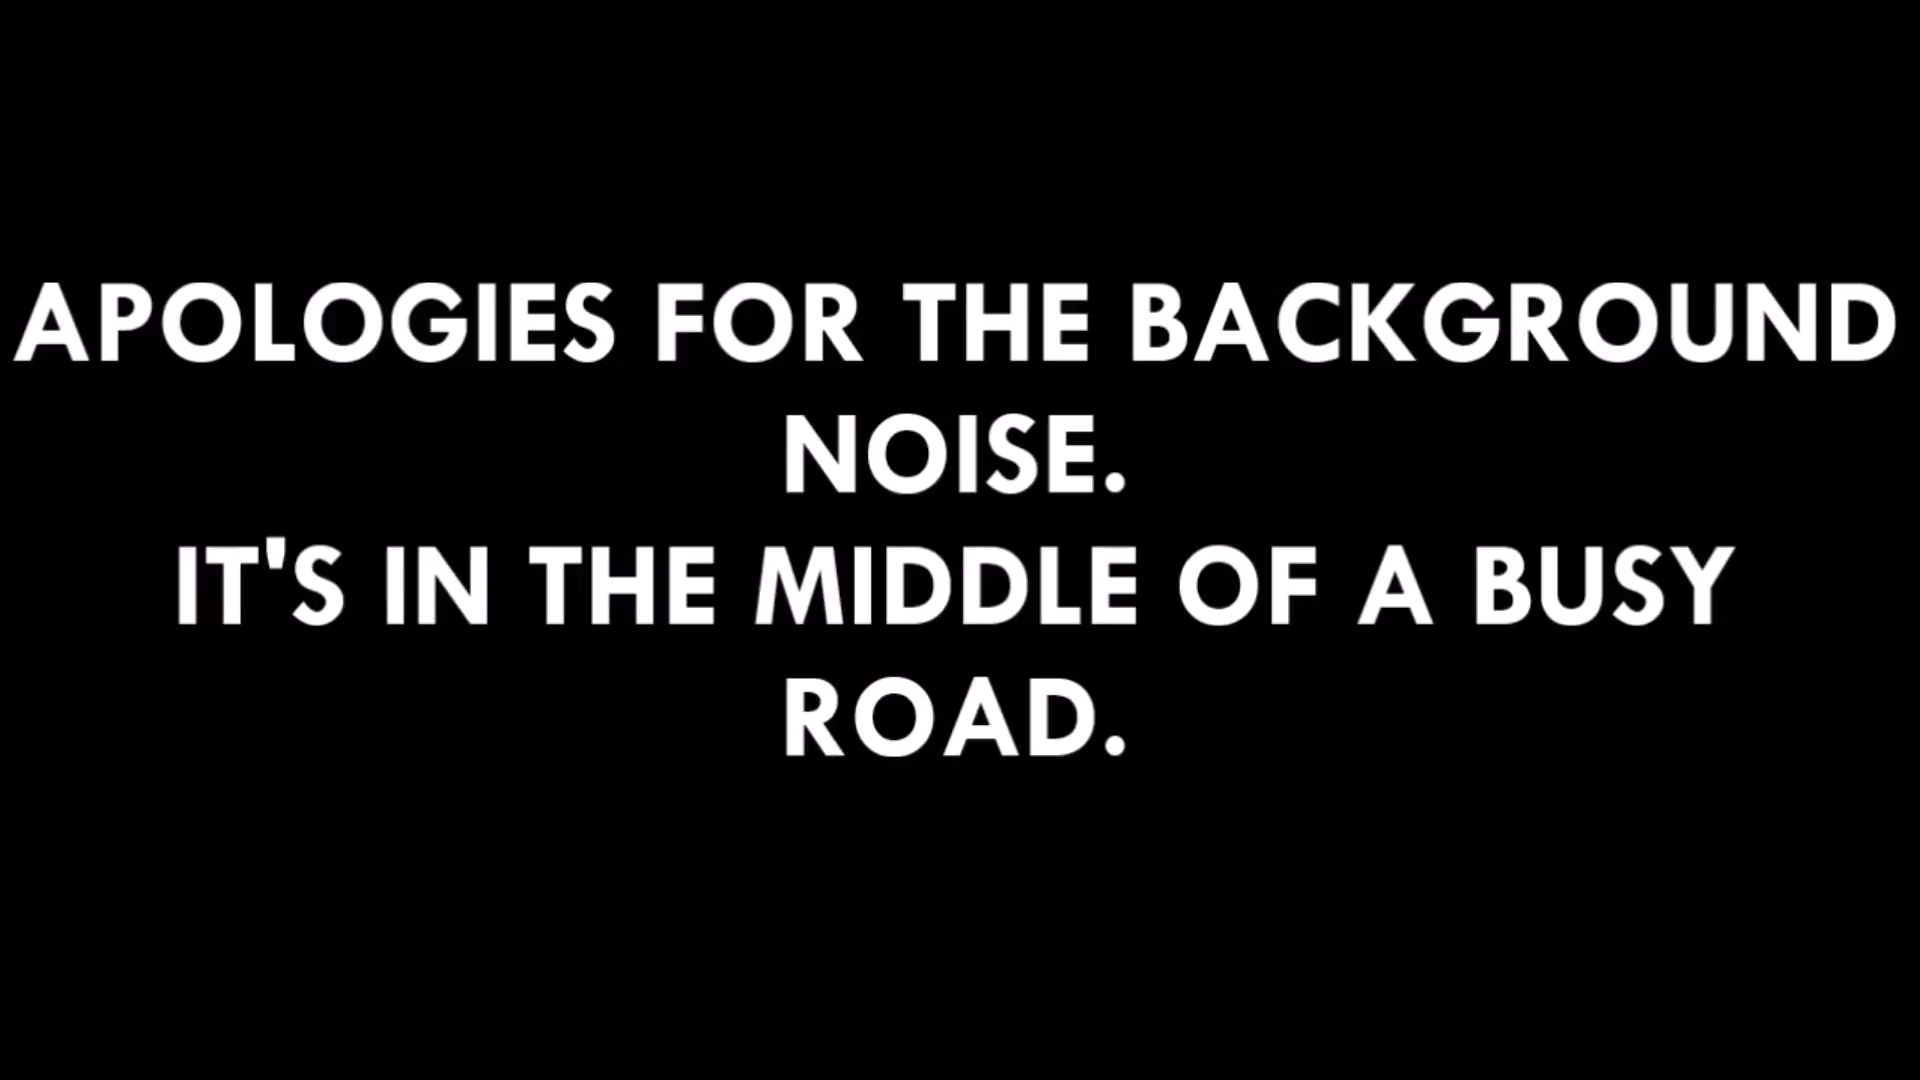 APOLOGIES FOR THE BACKGROUND
NOISE.
IT'S IN THE MIDDLE OF A BUSY
ROAD.